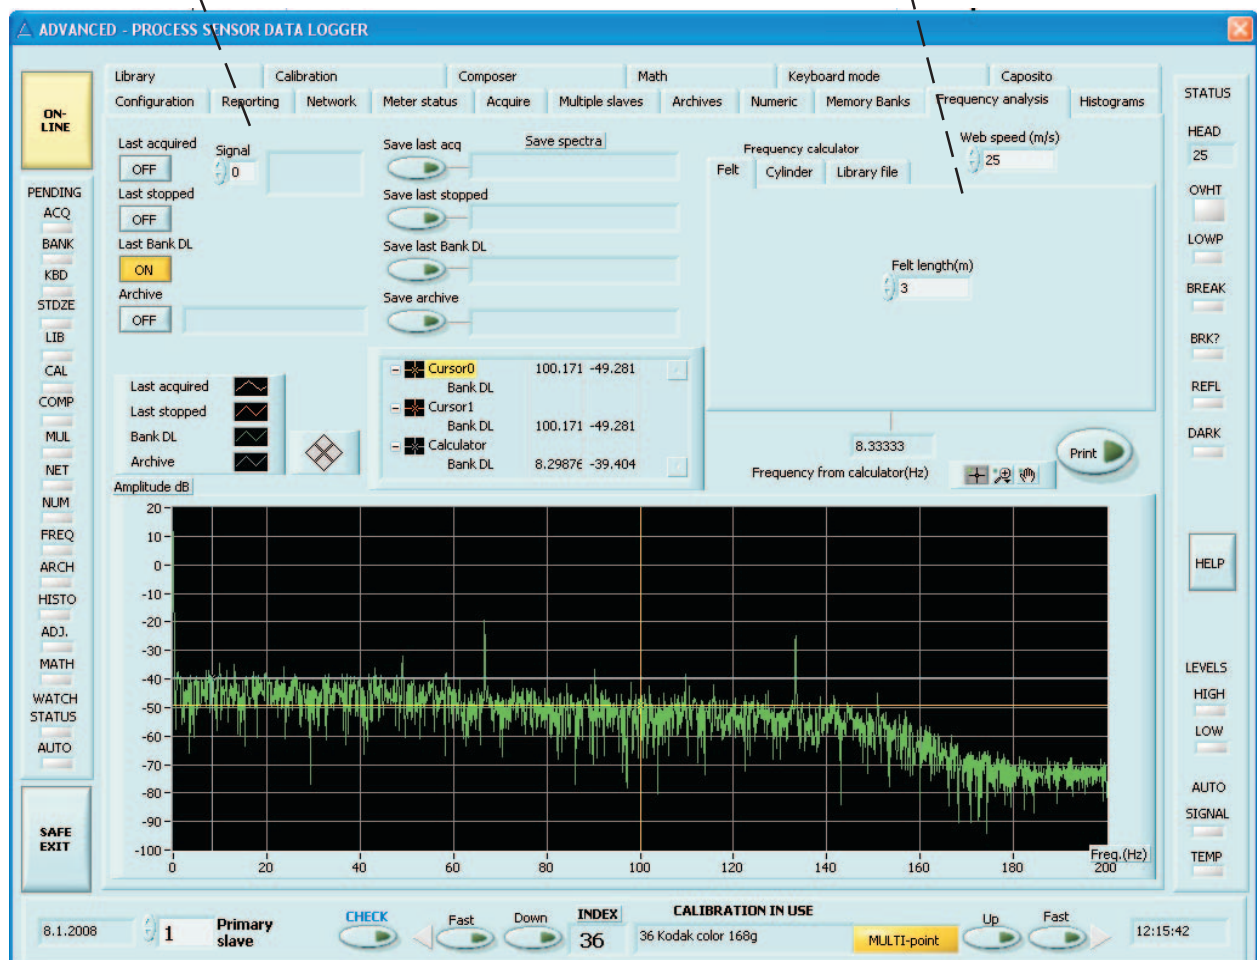 ADVANCED - PROCESS SENSOR DATA LOGGER
ON-LINE
PENDING
ACQ
BANK
KBD
STDZE
LIB
CAL
COMP
MUL
NET
NUM
FREQ
ARCH
HISTO
ADJ.
MATH
WATCH
STATUS
AUTO
SAFE
EXIT
Library Calibration Composer Math Keyboard mode Caposito
Configuration Reporting Network Meter status Acquire Multiple slaves Archives Numeric Memory Banks Frequency analysis Histograms
Last acquired
OFF
Signal
0
Last stopped
OFF
Last Bank DL
ON
Archive
OFF
Save last acq Save spectra
Save last stopped
Save last Bank DL
Save archive
Frequency calculator
Web speed (m/s)
25
Felt Cylinder Library file
Felt length(m)
3
Last acquired
Last stopped
Bank DL
Archive
Cursor0 100.171 -49.281
Bank DL
Cursor1
Bank DL 100.171 -49.281
Calculator
Bank DL 8.29876 -39.404
8.33333
Frequency from calculator(Hz)
Print
Amplitude dB
20
10
0
-10
-20
-30
-40
-50
-60
-70
-80
-90
-100
0 20 40 60 80 100 120 140 160 180 200
Freq.(Hz)
STATUS
HEAD
25
OVHT
LOWP
BREAK
BRK?
REFL
DARK
HELP
LEVELS
HIGH
LOW
AUTO
SIGNAL
TEMP
8.1.2008
1
Primary
slave
CHECK
Fast
Down
INDEX
36
CALIBRATION IN USE
36 Kodak color 168g
MULTI-point
Up
Fast
12:15:42